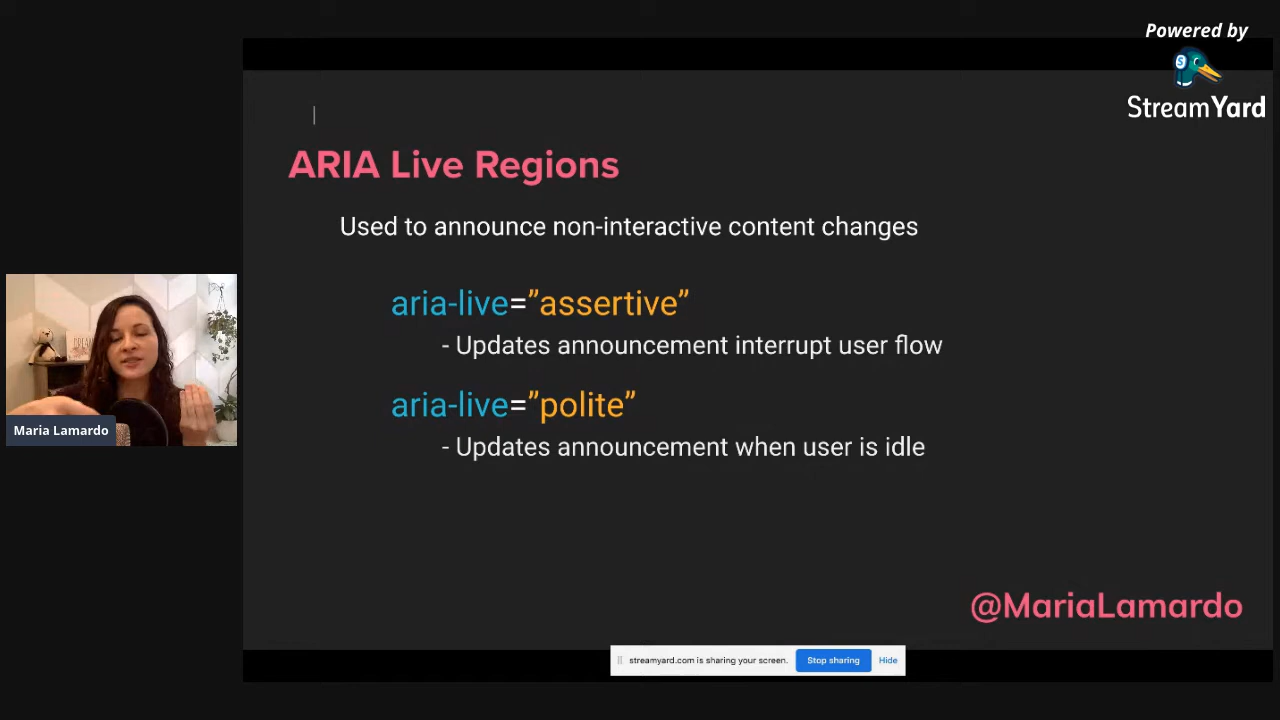 Powered by
StreamYard
ARIA Live Regions
Used to announce non-interactive content changes
aria-live=”assertive”
- Updates announcement interrupt user flow
aria-live=”polite”
- Updates announcement when user is idle
Maria Lamardo
@MariaLamardo
streamyard.com is sharing your screen.
Stop sharing
Hide